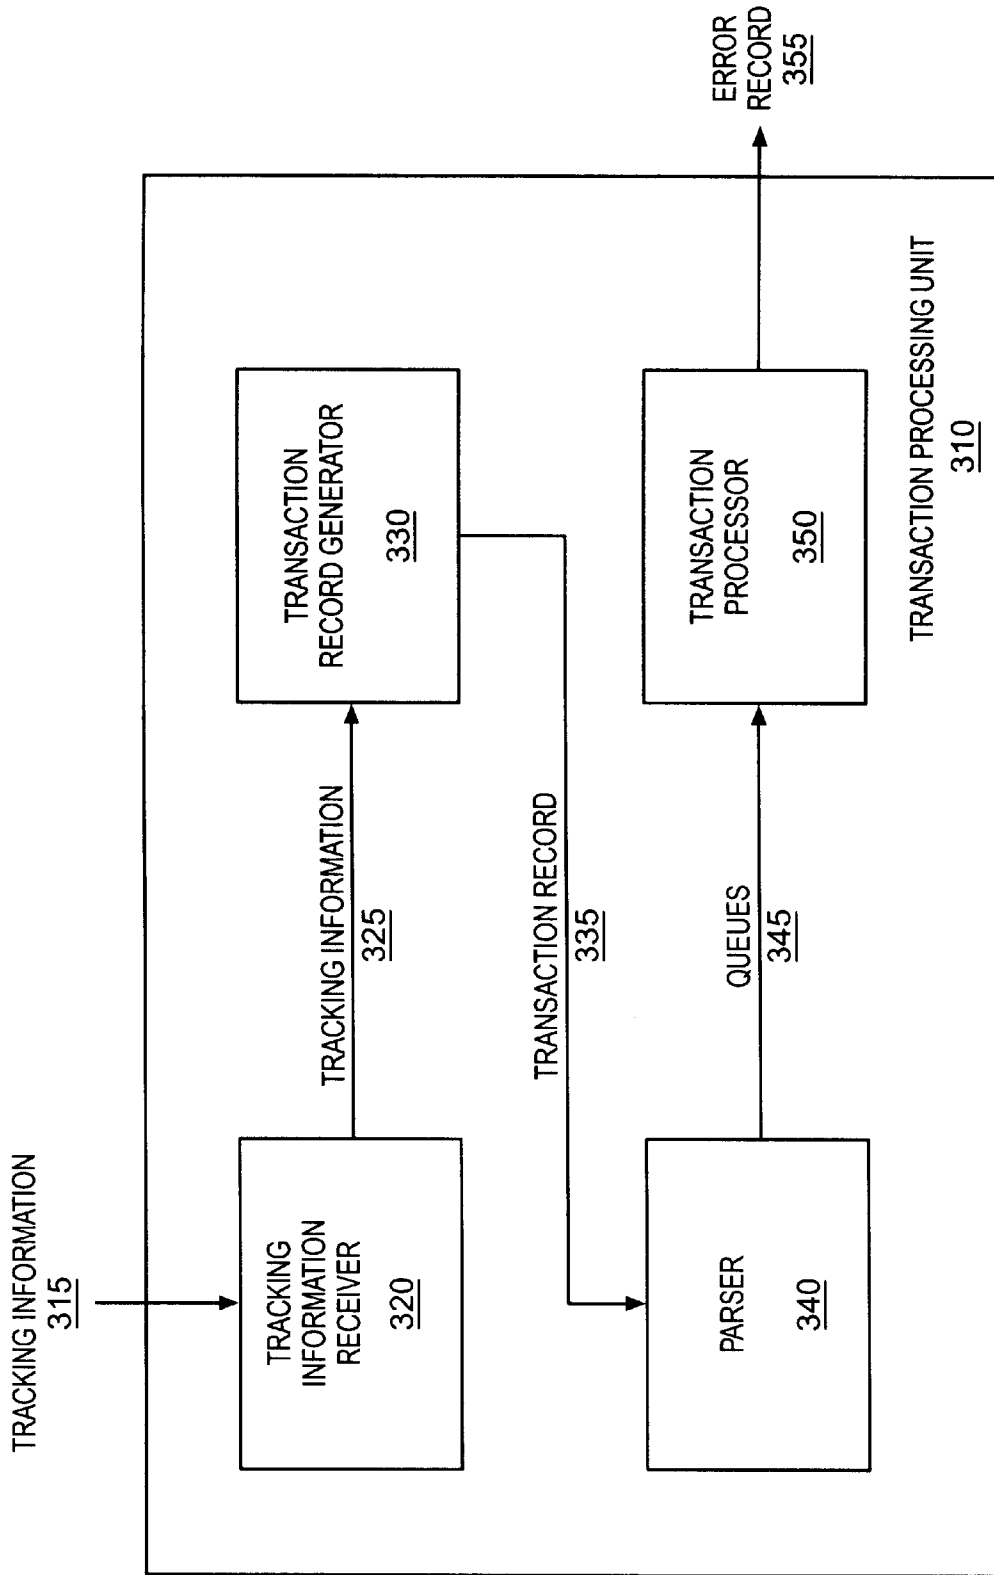 TRACKING INFORMATION
315
TRACKING
INFORMATION
RECEIVER
320
TRACKING INFORMATION
325
TRANSACTION
RECORD GENERATOR
330
TRANSACTION RECORD
335
PARSER
340
QUEUES
345
TRANSACTION
PROCESSOR
350
ERROR
RECORD
355
TRANSACTION PROCESSING UNIT
310